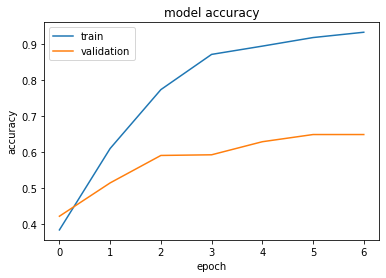 model accuracy
train
validation
accuracy
0.9
0.8
0.7
0.6
0.5
0.4
0 1 2 3 4 5 6
epoch